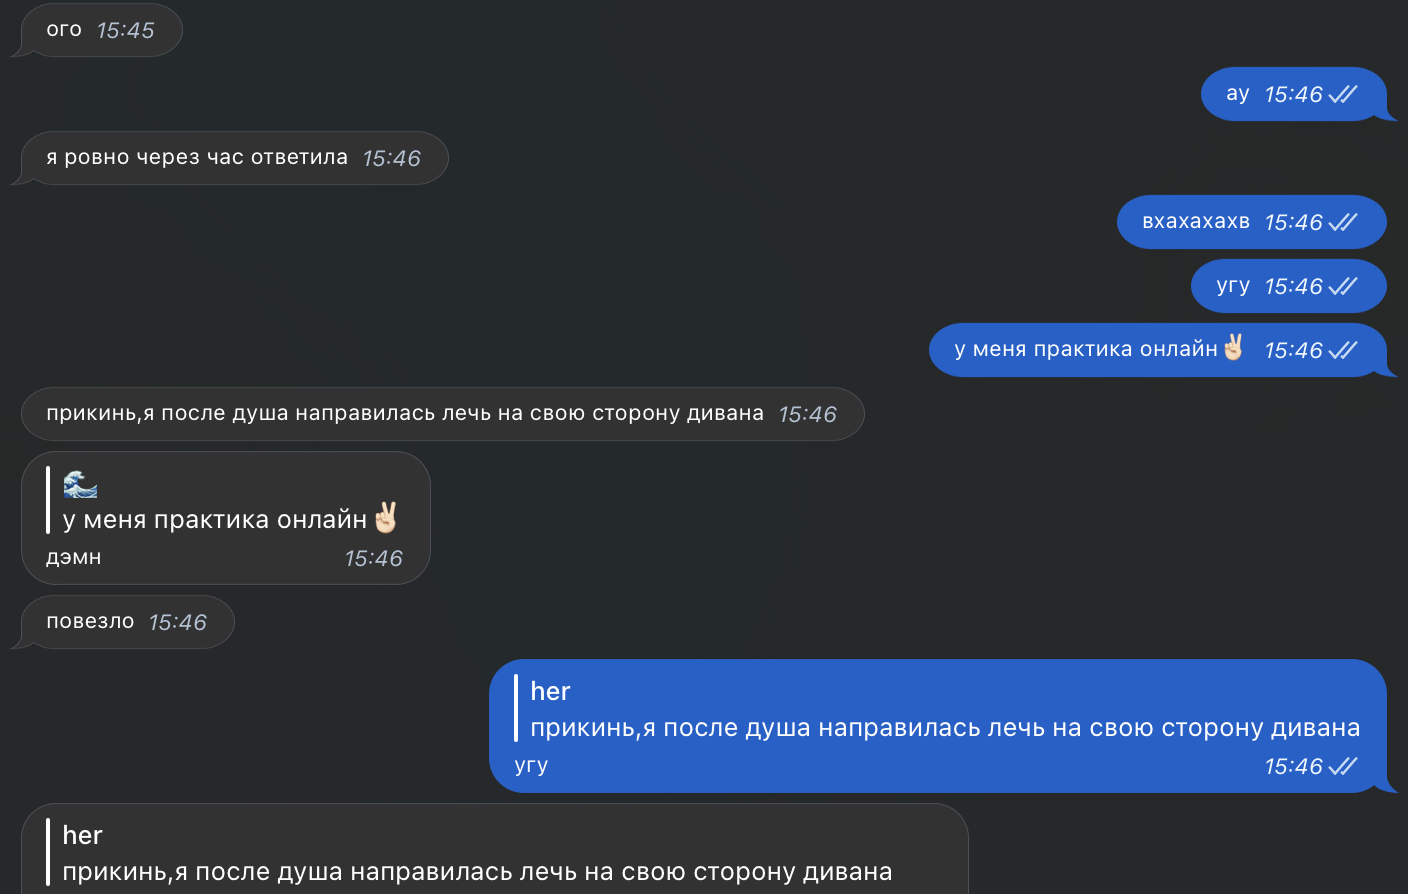 ого 15:45
ау 15:46
я ровно через час ответила 15:46
вхахахахв 15:46
угу 15:46
у меня практика онлайн✌🏻 15:46
прикинь,я после душа направилась лечь на свою сторону дивана 15:46
🌊
у меня практика онлайн✌🏻
дэмн 15:46
повезло 15:46
her
прикинь,я после душа направилась лечь на свою сторону дивана
угу 15:46
her
прикинь,я после душа направилась лечь на свою сторону дивана